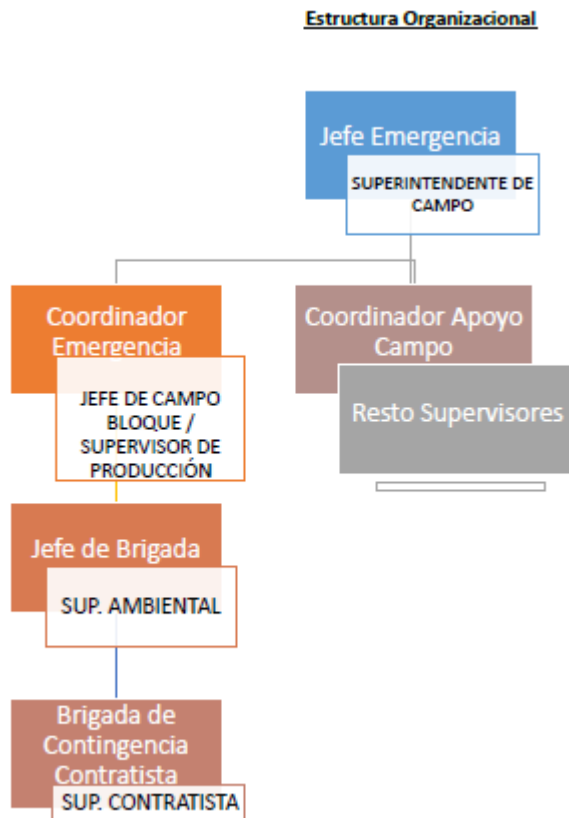 Estructura Organizacional
Jefe Emergencia
SUPERINTENDENTE DE
CAMPO
Coordinador
Emergencia
JEFE DE CAMPO
BLOQUE /
SUPERVISOR DE
PRODUCCIÓN
Coordinador Apoyo
Campo
Resto Supervisores
Jefe de Brigada
SUP. AMBIENTAL
Brigada de
Contingencia
Contratista
SUP. CONTRATISTA